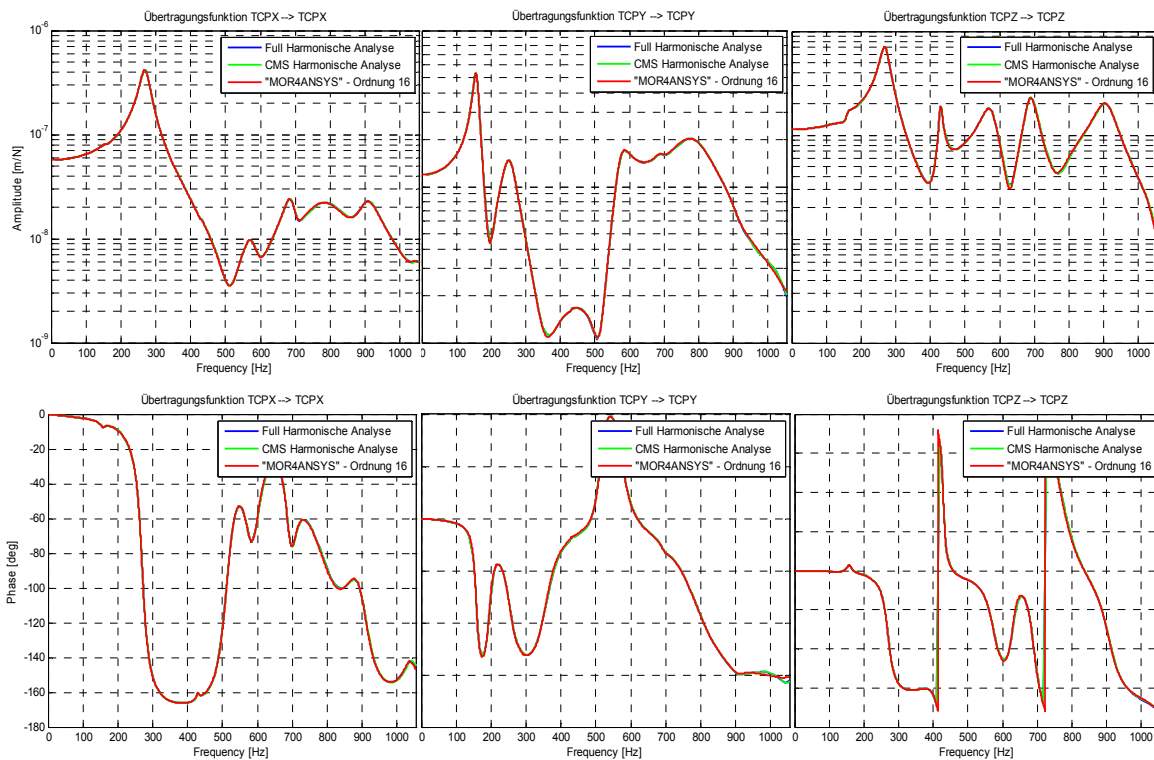 Übertragungsfunktion TCPX --> TCPX
Übertragungsfunktion TCPY --> TCPY
Übertragungsfunktion TCPZ --> TCPZ
Full Harmonische Analyse
CMS Harmonische Analyse
"MOR4ANSYS" - Ordnung 16
Full Harmonische Analyse
CMS Harmonische Analyse
"MOR4ANSYS" - Ordnung 16
Full Harmonische Analyse
CMS Harmonische Analyse
"MOR4ANSYS" - Ordnung 16
10^-6
10^-7
10^-8
10^-9
Amplitude [m/N]
0 100 200 300 400 500 600 700 800 900 1000
Frequency [Hz]
0 100 200 300 400 500 600 700 800 900 1000
Frequency [Hz]
0 100 200 300 400 500 600 700 800 900 1000
Frequency [Hz]
Übertragungsfunktion TCPX --> TCPX
Übertragungsfunktion TCPY --> TCPY
Übertragungsfunktion TCPZ --> TCPZ
Full Harmonische Analyse
CMS Harmonische Analyse
"MOR4ANSYS" - Ordnung 16
Full Harmonische Analyse
CMS Harmonische Analyse
"MOR4ANSYS" - Ordnung 16
Full Harmonische Analyse
CMS Harmonische Analyse
"MOR4ANSYS" - Ordnung 16
0
-20
-40
-60
-80
-100
-120
-140
-160
-180
Phase [deg]
0 100 200 300 400 500 600 700 800 900 1000
Frequency [Hz]
0 100 200 300 400 500 600 700 800 900 1000
Frequency [Hz]
0 100 200 300 400 500 600 700 800 900 1000
Frequency [Hz]